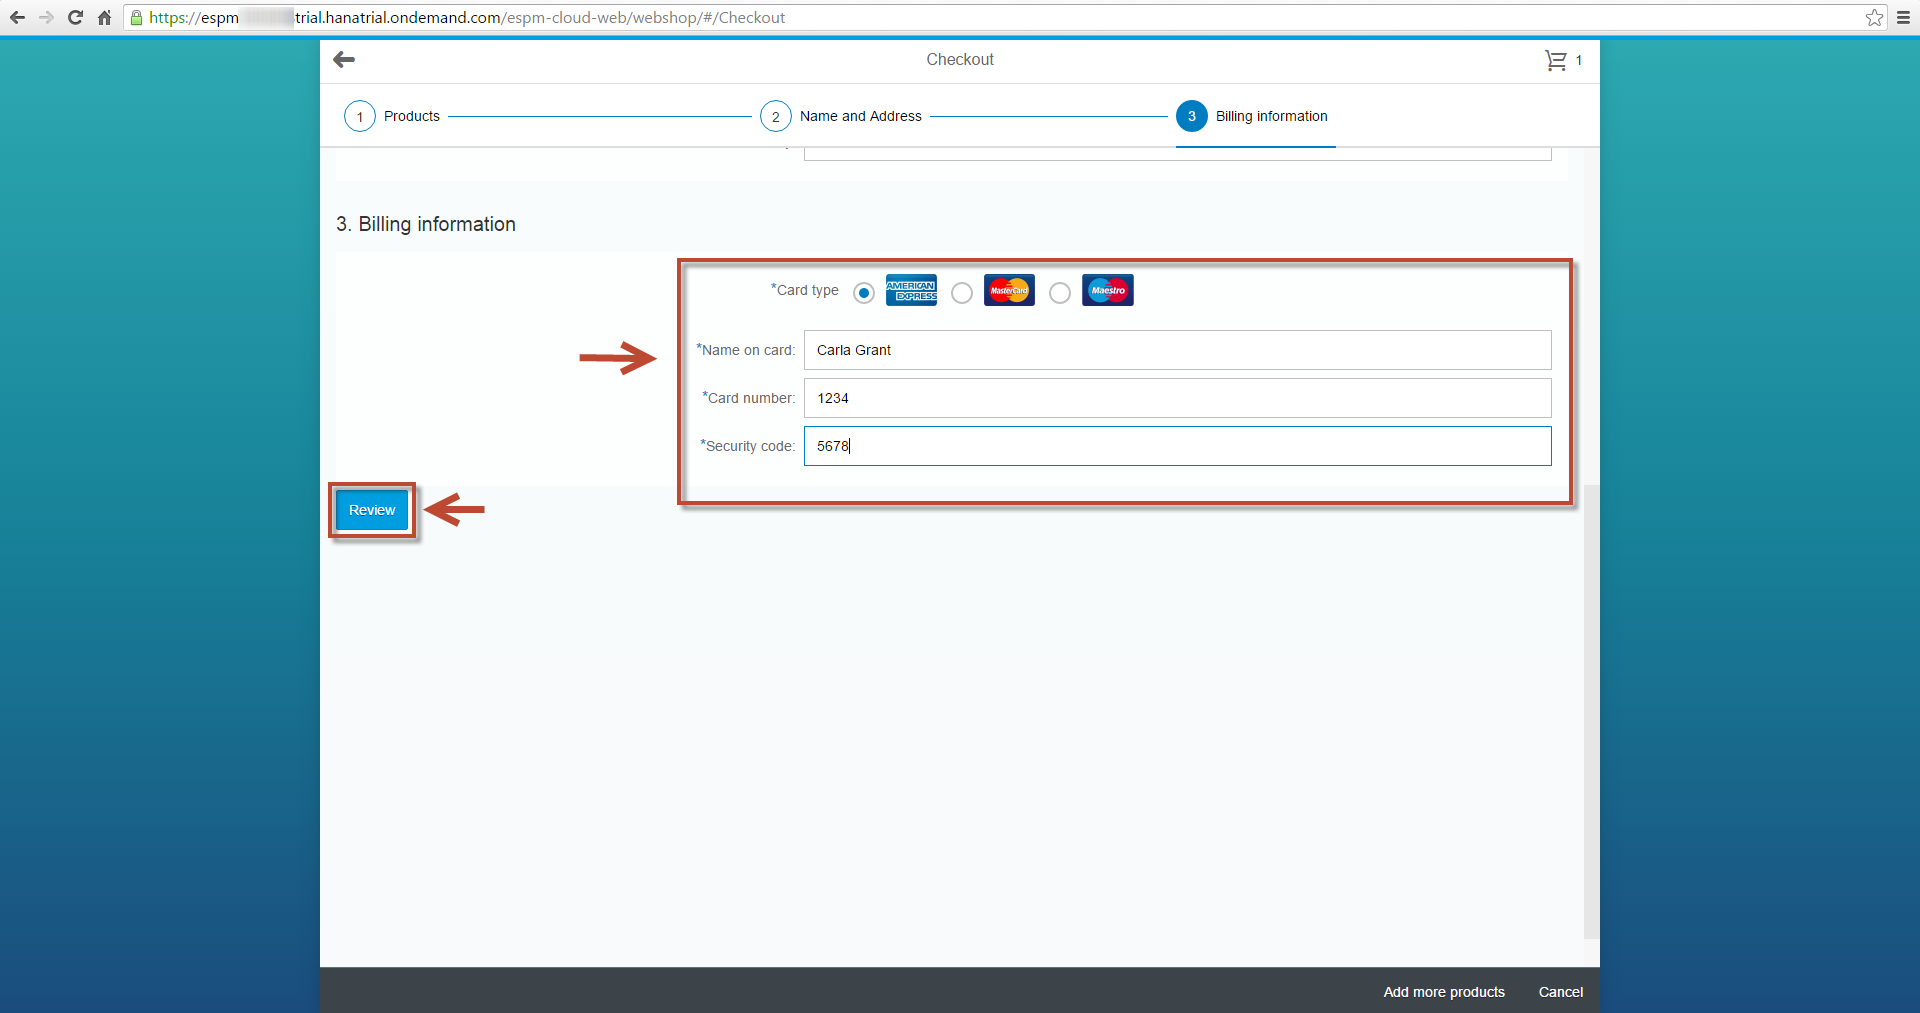 https://espm trial.hanatrial.ondemand.com/espm-cloud-web/webshop/#/Checkout
Checkout
1
1 Products
2 Name and Address
3 Billing information
3. Billing information
*Card type
AMERICAN EXPRESS
MasterCard
Maestro
*Name on card: Carla Grant
*Card number: 1234
*Security code: 5678
Review
Add more products
Cancel